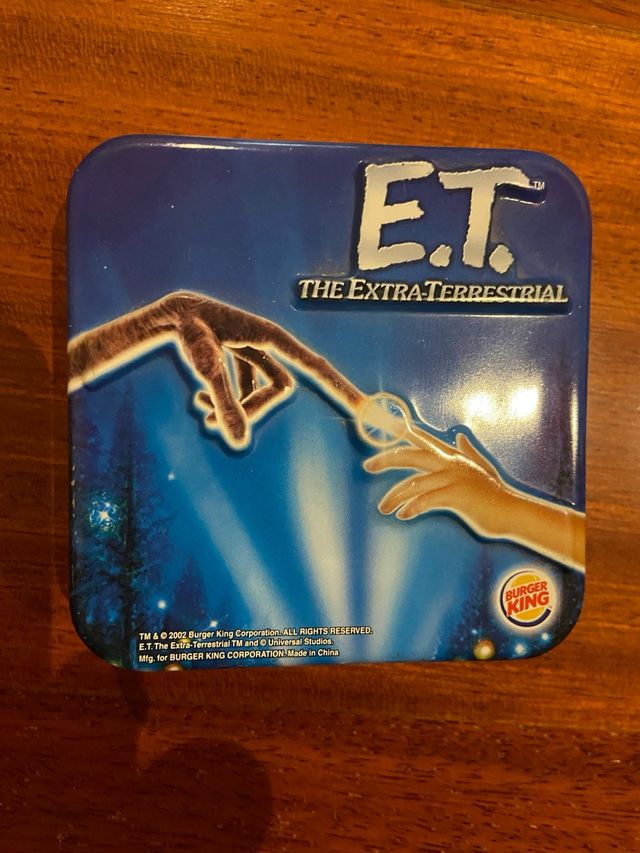 E.T.™
THE EXTRA-TERRESTRIAL
BURGER
KING
TM & © 2002 Burger King Corporation. ALL RIGHTS RESERVED.
E.T. The Extra-Terrestrial TM and © Universal Studios.
Mfg. for BURGER KING CORPORATION. Made in China